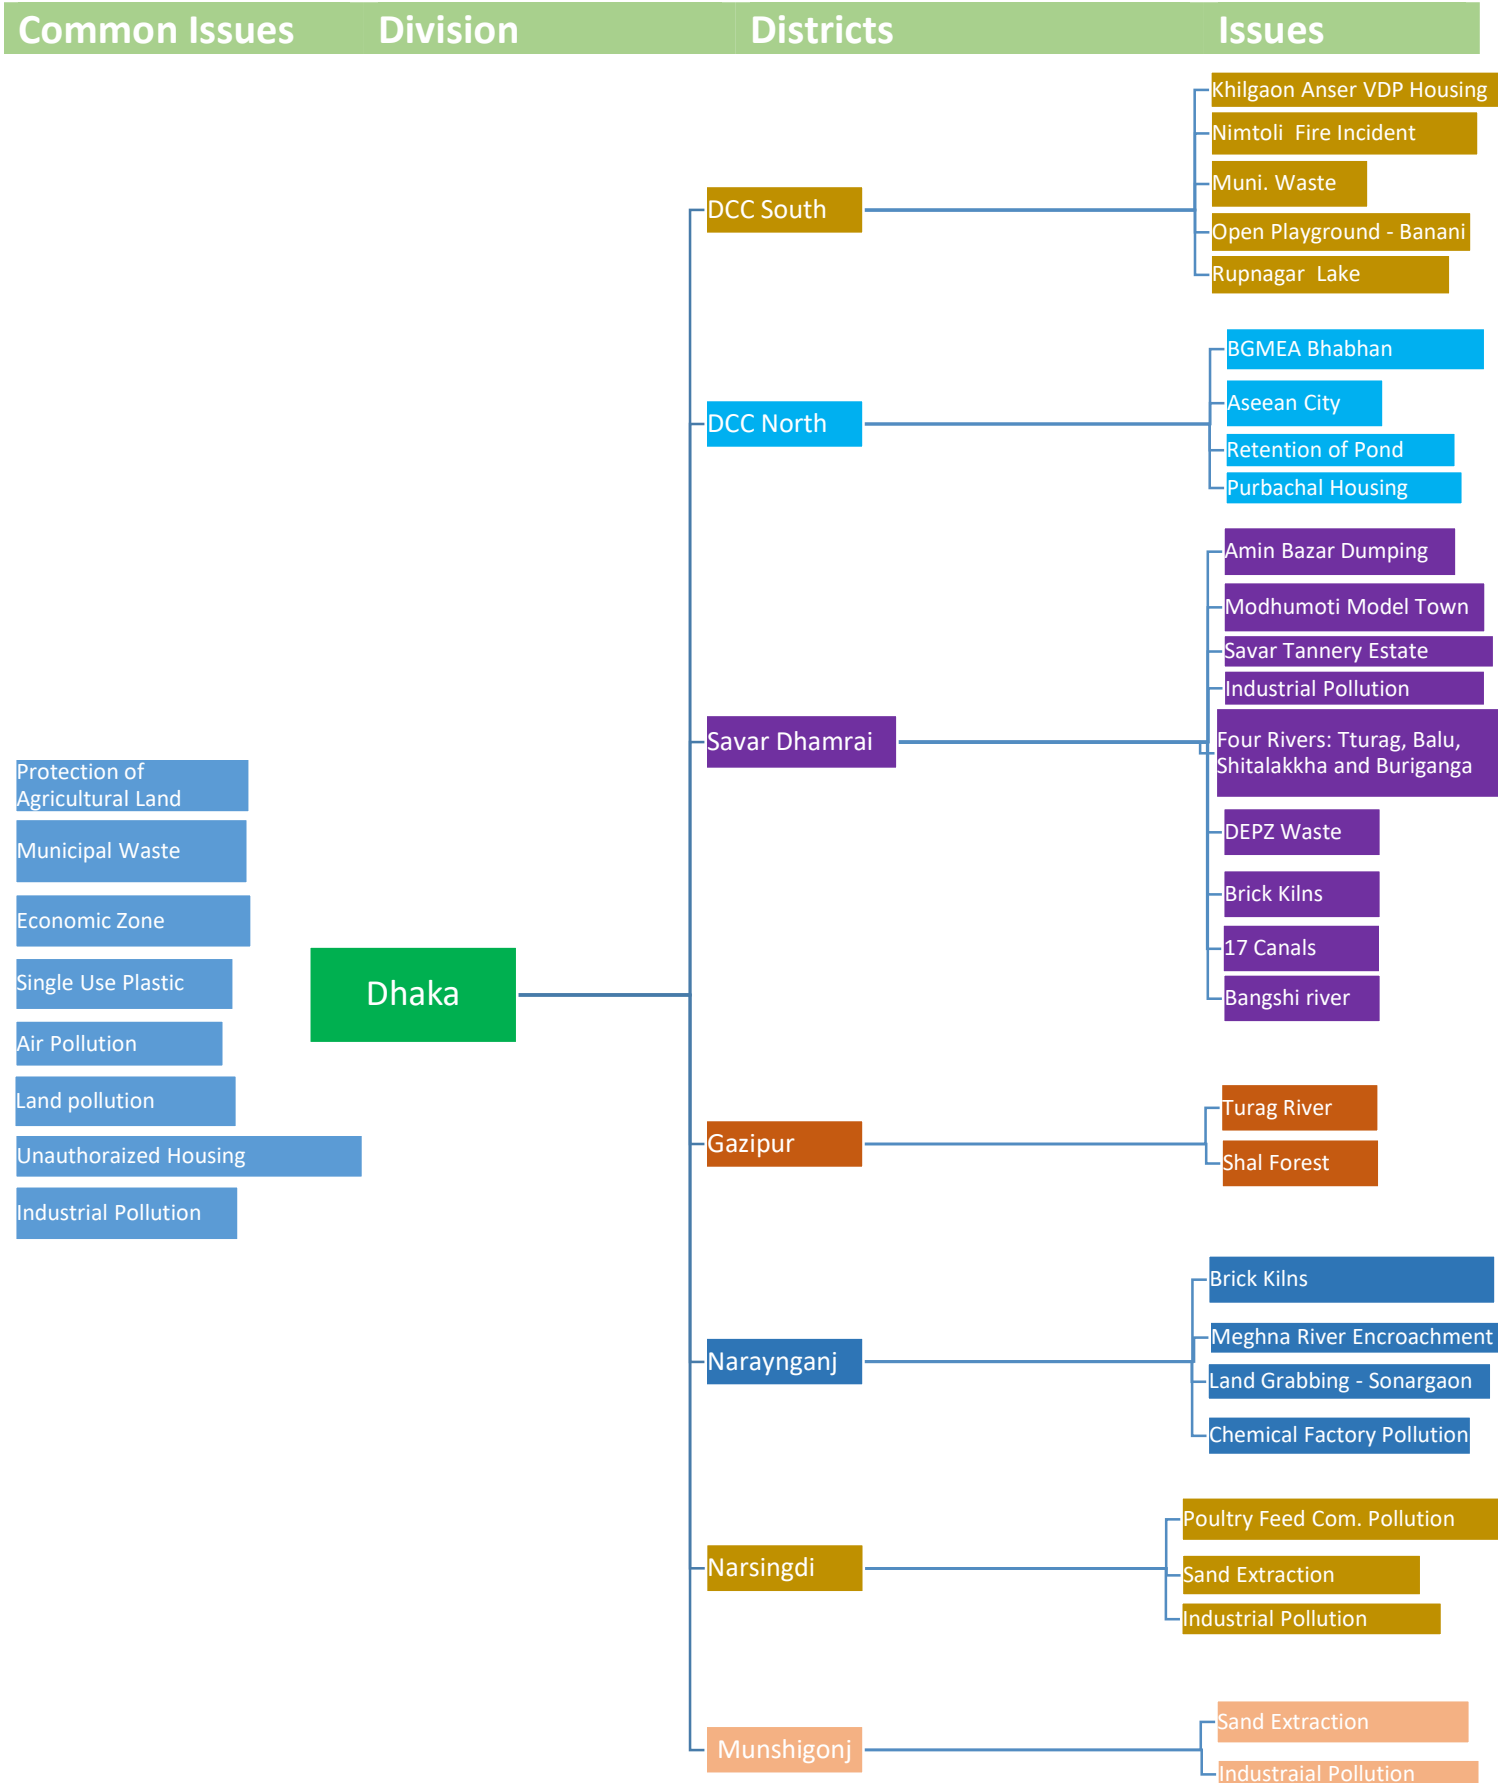 Common Issues
Division
Districts
Issues
Khilgaon Anser VDP Housing
Nimtoli  Fire Incident
Muni. Waste
DCC South
Open Playground - Banani
Rupnagar  Lake
BGMEA Bhabhan
Aseean City
DCC North
Retention of Pond
Purbachal Housing
Amin Bazar Dumping
Modhumoti Model Town
Savar Tannery Estate
Industrial Pollution
Savar Dhamrai
Four Rivers: Tturag, Balu,
Shitalakkha and Buriganga
DEPZ Waste
Brick Kilns
17 Canals
Bangshi river
Protection of
Agricultural Land
Municipal Waste
Economic Zone
Single Use Plastic
Air Pollution
Land pollution
Unauthoraized Housing
Industrial Pollution
Dhaka
Turag River
Gazipur
Shal Forest
Brick Kilns
Meghna River Encroachment
Naraynganj
Land Grabbing - Sonargaon
Chemical Factory Pollution
Poultry Feed Com. Pollution
Narsingdi
Sand Extraction
Industrial Pollution
Sand Extraction
Munshigonj
Industraial Pollution